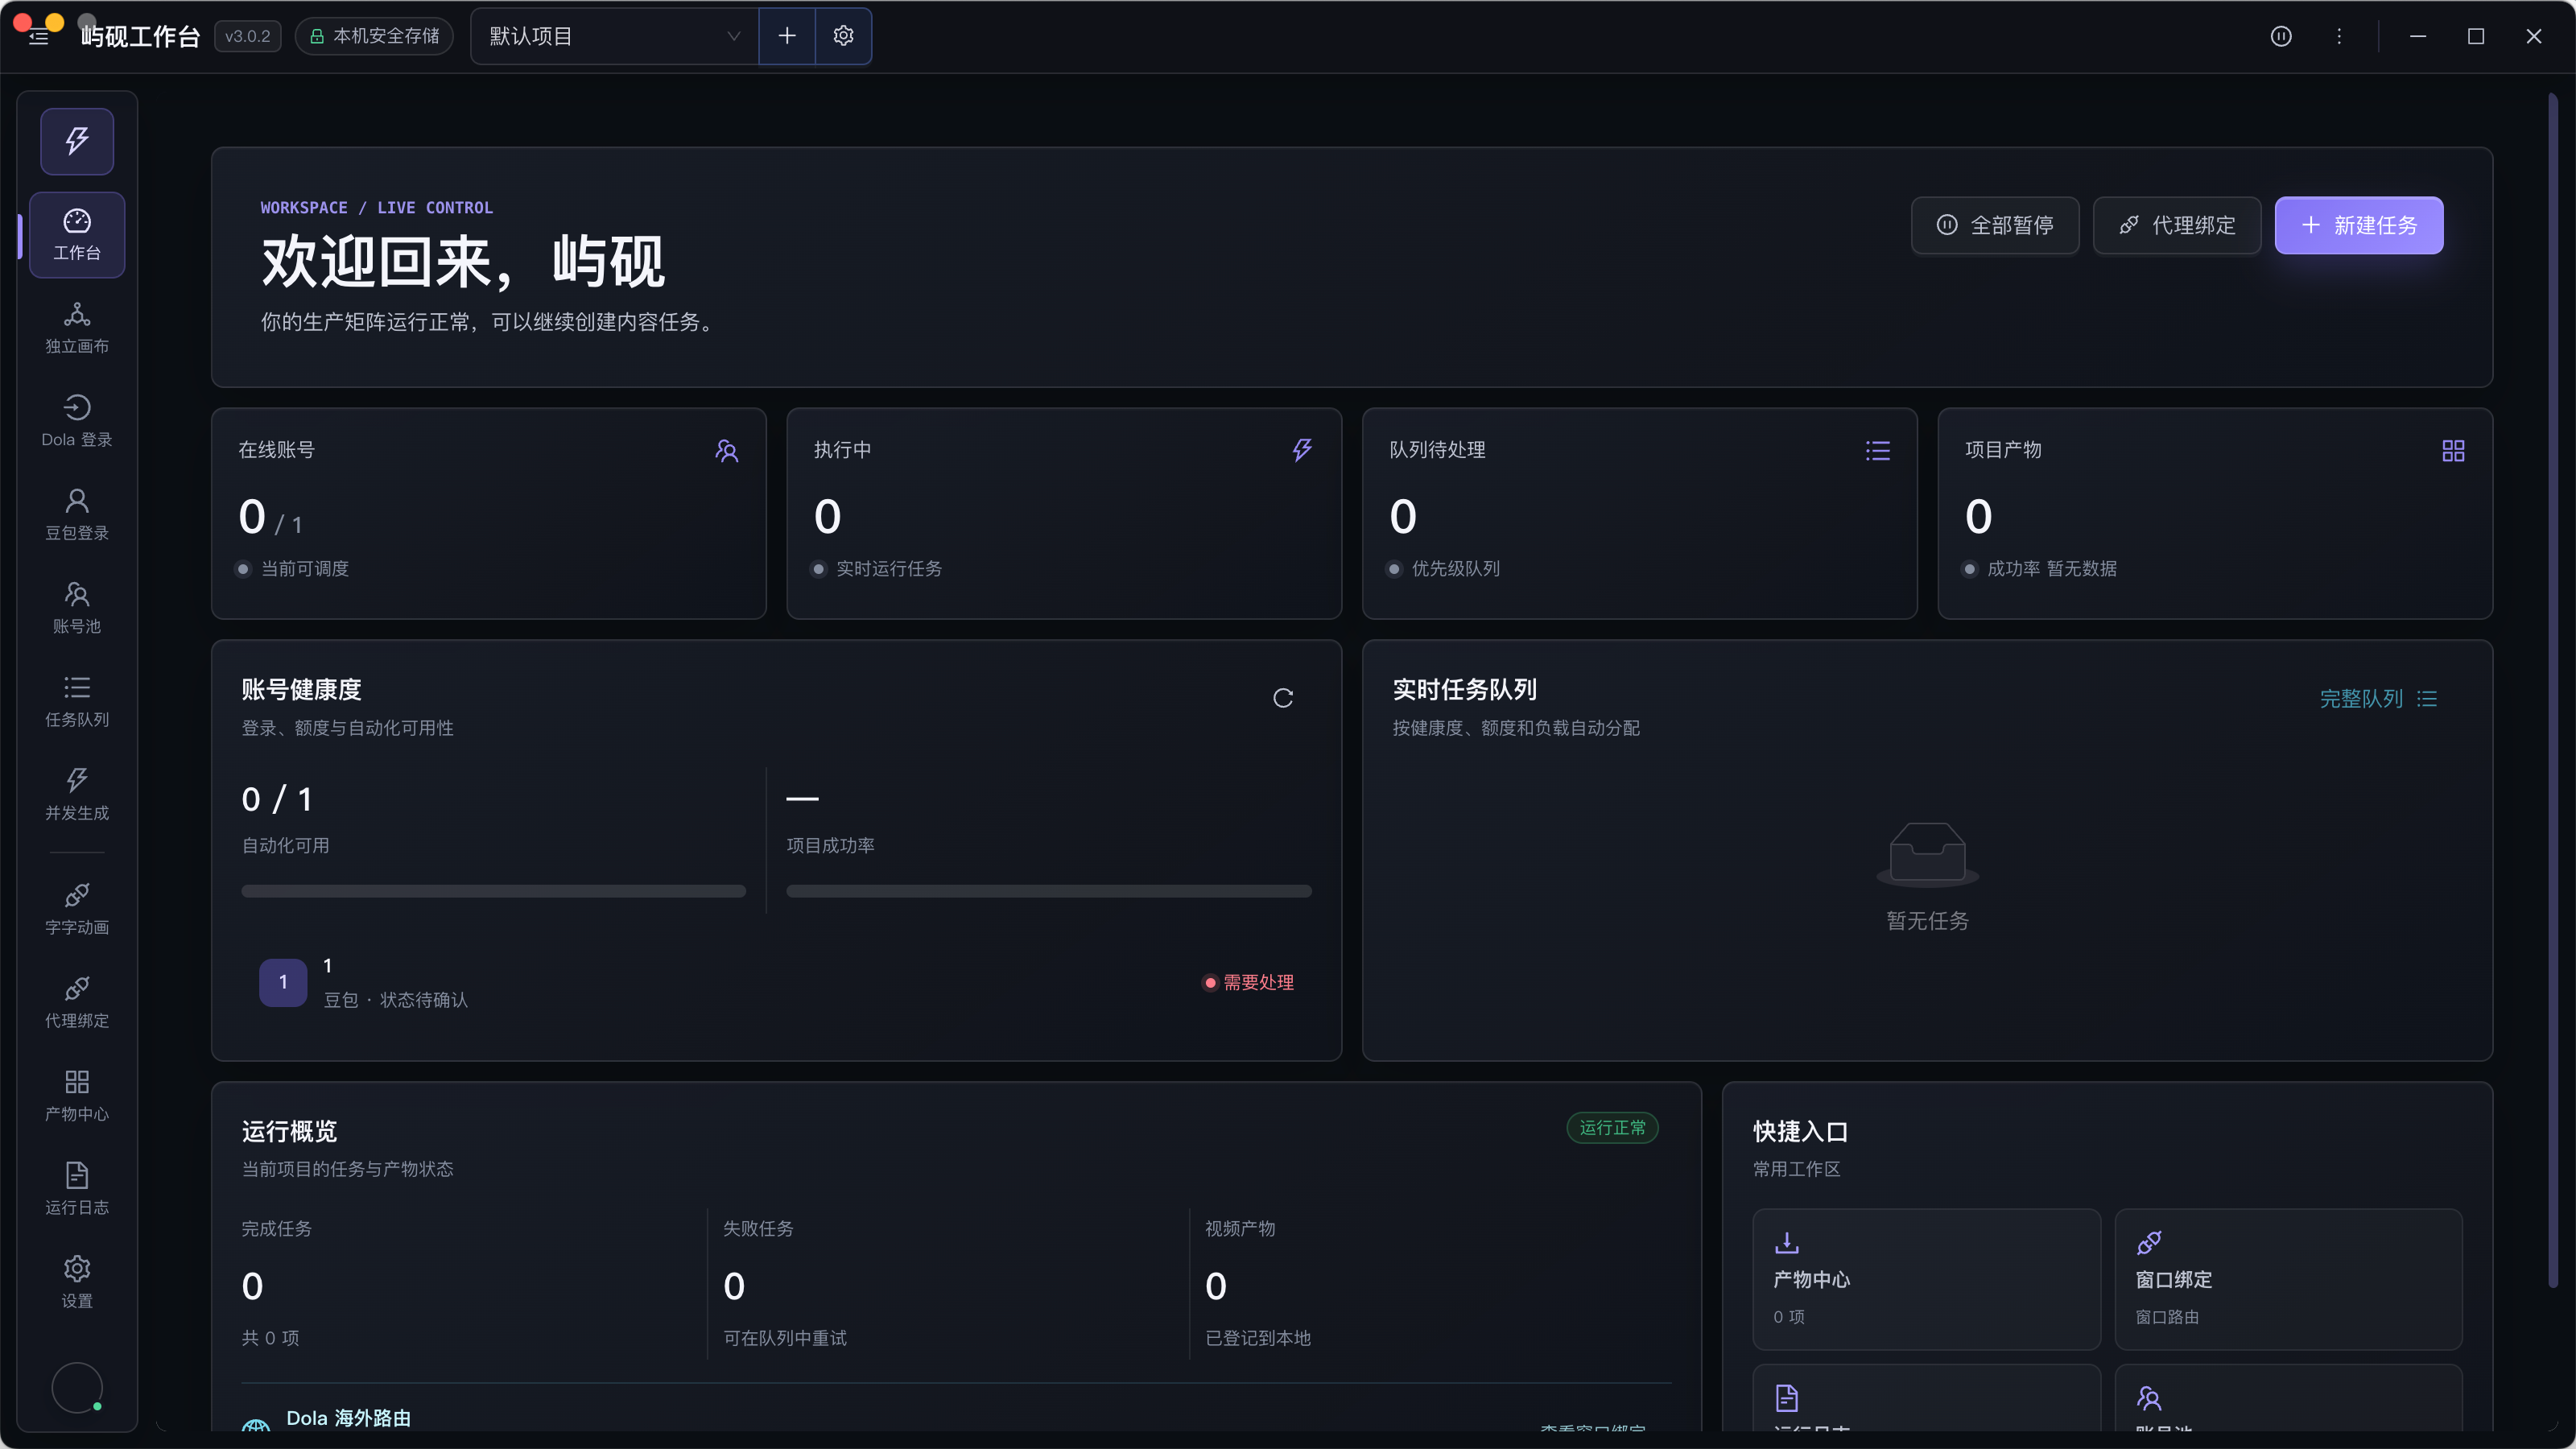 屿砚工作台
v3.0.2
本机安全存储
默认项目
工作台
独立画布
Dola 登录
豆包登录
账号池
任务队列
并发生成
字字动画
代理绑定
产物中心
运行日志
设置
WORKSPACE / LIVE CONTROL
欢迎回来，屿砚
你的生产矩阵运行正常，可以继续创建内容任务。
全部暂停
代理绑定
新建任务
在线账号
0 / 1
当前可调度
执行中
0
实时运行任务
队列待处理
0
优先级队列
项目产物
0
成功率 暂无数据
账号健康度
登录、额度与自动化可用性
0 / 1
自动化可用
—
项目成功率
1
1
豆包 · 状态待确认
需要处理
实时任务队列
按健康度、额度和负载自动分配
完整队列
暂无任务
运行概览
当前项目的任务与产物状态
运行正常
完成任务
0
共 0 项
失败任务
0
可在队列中重试
视频产物
0
已登记到本地
Dola 海外路由
查看窗口绑定
快捷入口
常用工作区
产物中心
0 项
窗口绑定
窗口路由
运行日志
账号池